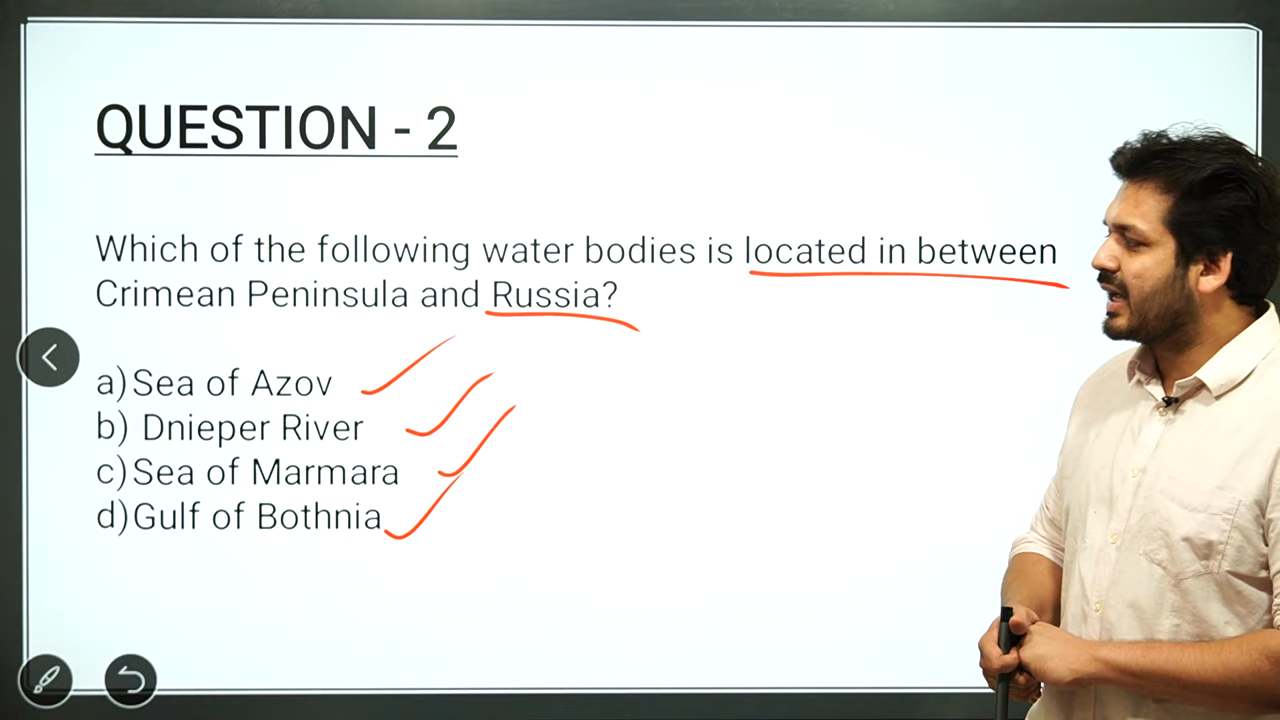 QUESTION - 2
Which of the following water bodies is located in between
Crimean Peninsula and Russia?
a)Sea of Azov
b) Dnieper River
c)Sea of Marmara
d)Gulf of Bothnia